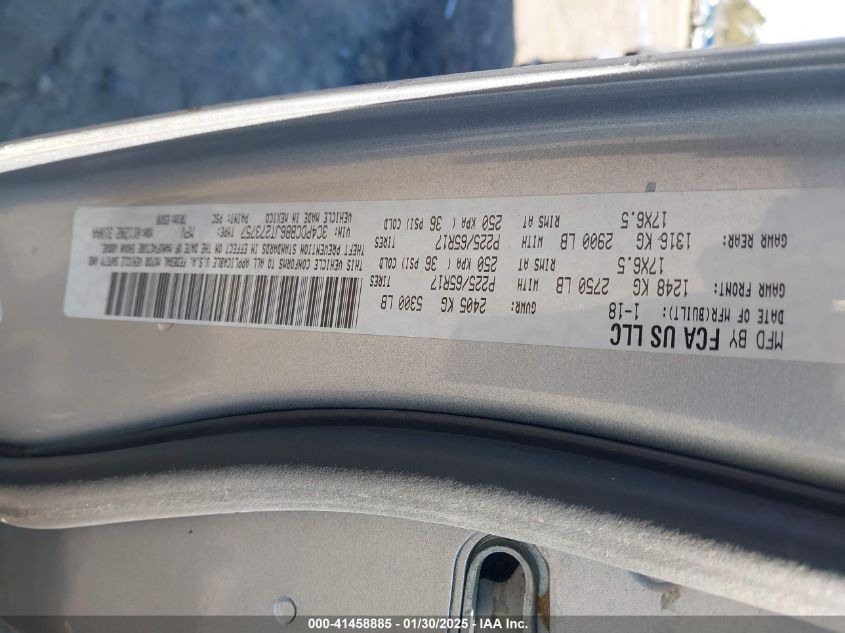 MFD BY FCA US LLC
DATE OF MFR(BUILT): 1-18 GVWR: 2405 KG 5300 LB
GAWR FRONT: 1248 KG 2750 LB WITH P225/65R17 TIRES
17X6.5 RIMS AT 250 KPA ( 36 PSI) COLD
GAWR REAR: 1316 KG 2900 LB WITH P225/65R17 TIRES
17X6.5 RIMS AT 250 KPA ( 36 PSI) COLD
THIS VEHICLE CONFORMS TO ALL APPLICABLE U.S.A. FEDERAL MOTOR VEHICLE SAFETY AND
THEFT PREVENTION STANDARDS IN EFFECT ON THE DATE OF MANUFACTURE SHOWN ABOVE.
VIN: 3C4PDCBB6JT273757 TYPE: MPV
VEHICLE MADE IN MEXICO PAINT: PSC
000-41458885 - 01/30/2025 - IAA Inc.